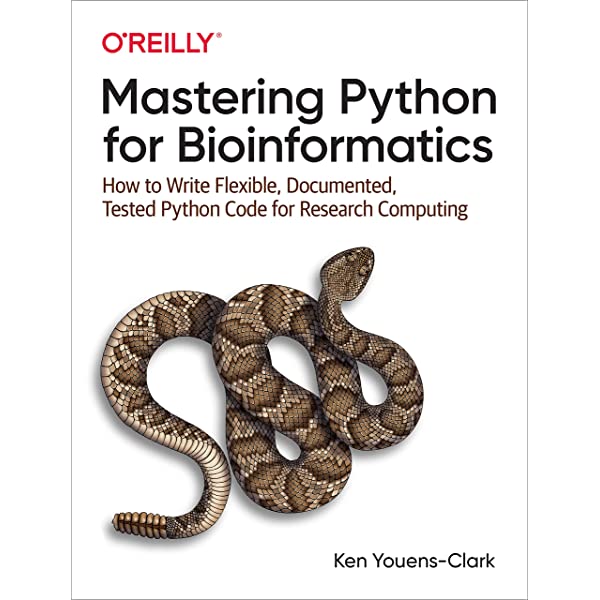 O'REILLY®
Mastering Python
for Bioinformatics
How to Write Flexible, Documented,
Tested Python Code for Research Computing
Ken Youens-Clark